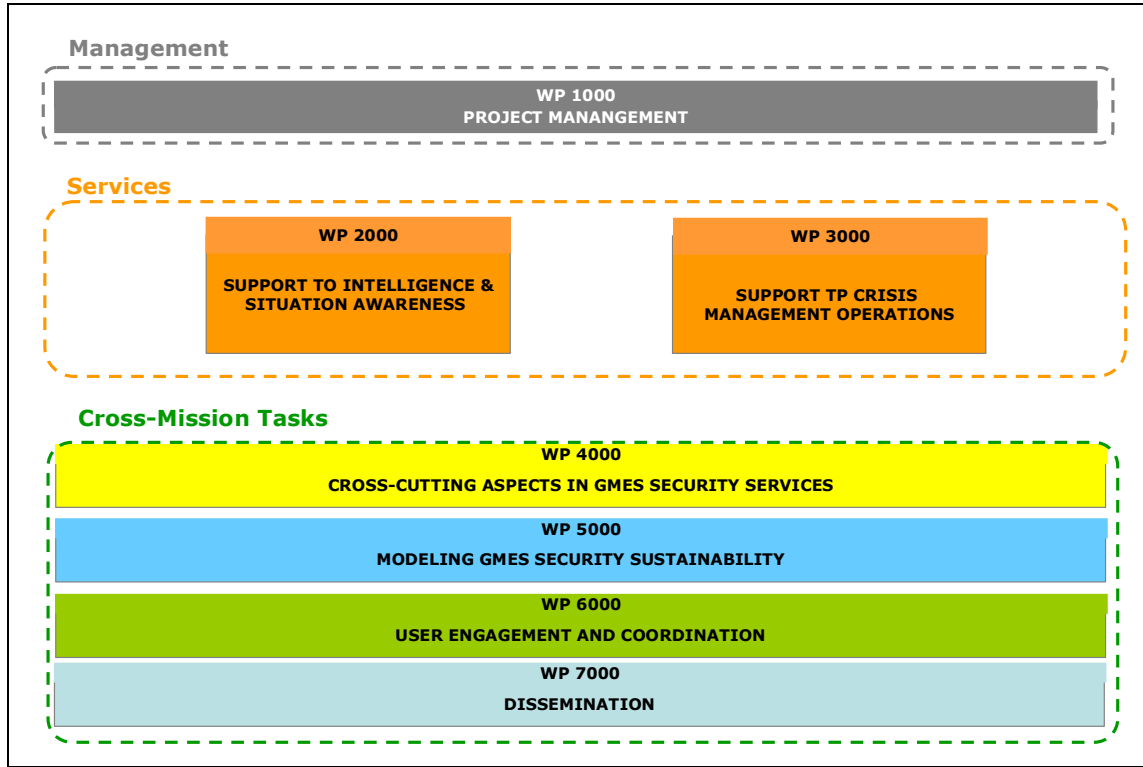 Management
WP 1000
PROJECT MANANGEMENT
Services
WP 2000
SUPPORT TO INTELLIGENCE &
SITUATION AWARENESS
WP 3000
SUPPORT TP CRISIS
MANAGEMENT OPERATIONS
Cross-Mission Tasks
WP 4000
CROSS-CUTTING ASPECTS IN GMES SECURITY SERVICES
WP 5000
MODELING GMES SECURITY SUSTAINABILITY
WP 6000
USER ENGAGEMENT AND COORDINATION
WP 7000
DISSEMINATION